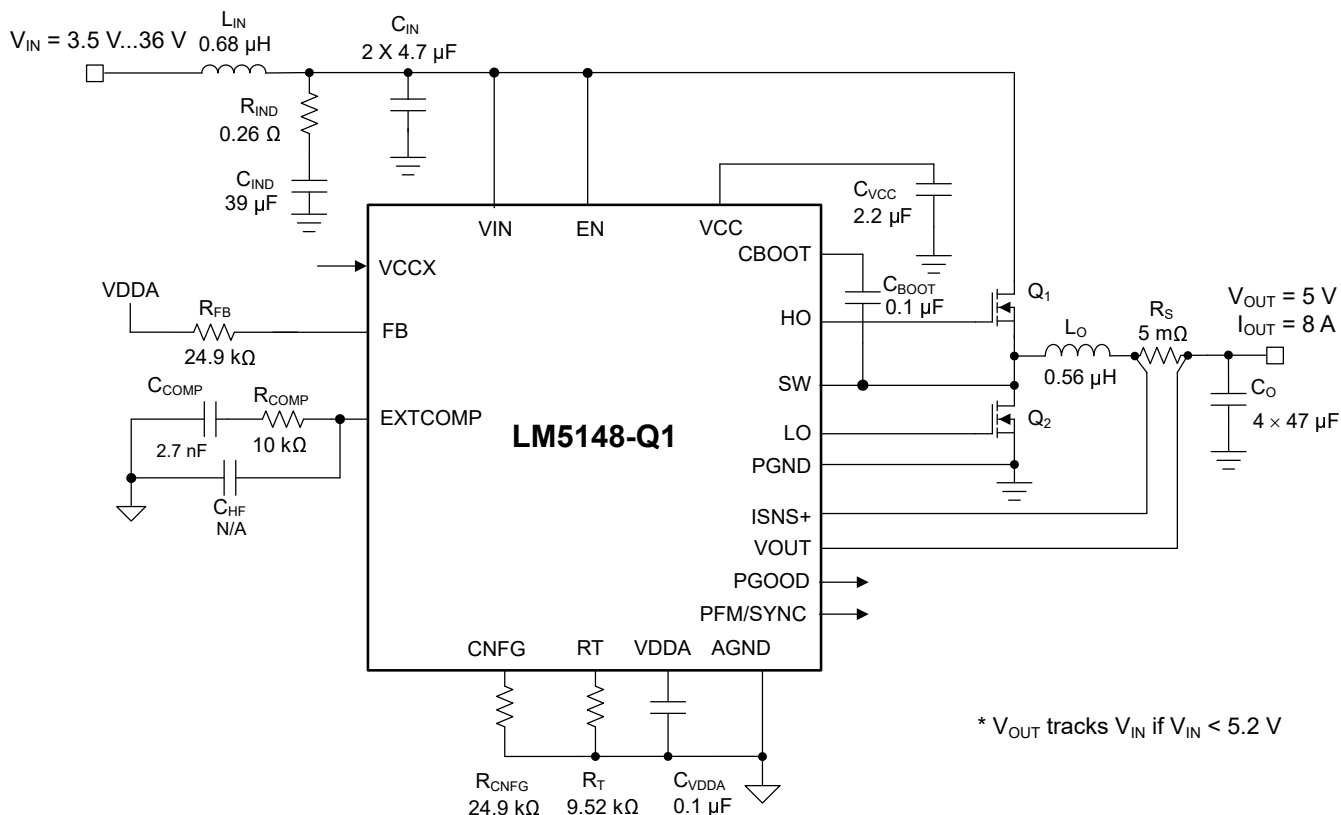 V_IN = 3.5 V...36 V
L_IN
0.68 µH
C_IN
2 X 4.7 µF
R_IND
0.26 Ω
C_IND
39 µF
VIN
EN
VCC
C_VCC
2.2 µF
CBOOT
C_BOOT
0.1 µF
VCCX
VDDA
R_FB
24.9 kΩ
FB
HO
Q_1
V_OUT = 5 V
I_OUT = 8 A
L_O
0.56 µH
R_S
5 mΩ
SW
C_O
4 × 47 µF
C_COMP
2.7 nF
R_COMP
10 kΩ
EXTCOMP
C_HF
N/A
LM5148-Q1
LO
Q_2
PGND
ISNS+
VOUT
PGOOD
PFM/SYNC
CNFG
RT
VDDA
AGND
* V_OUT tracks V_IN if V_IN < 5.2 V
R_CNFG
24.9 kΩ
R_T
9.52 kΩ
C_VDDA
0.1 µF